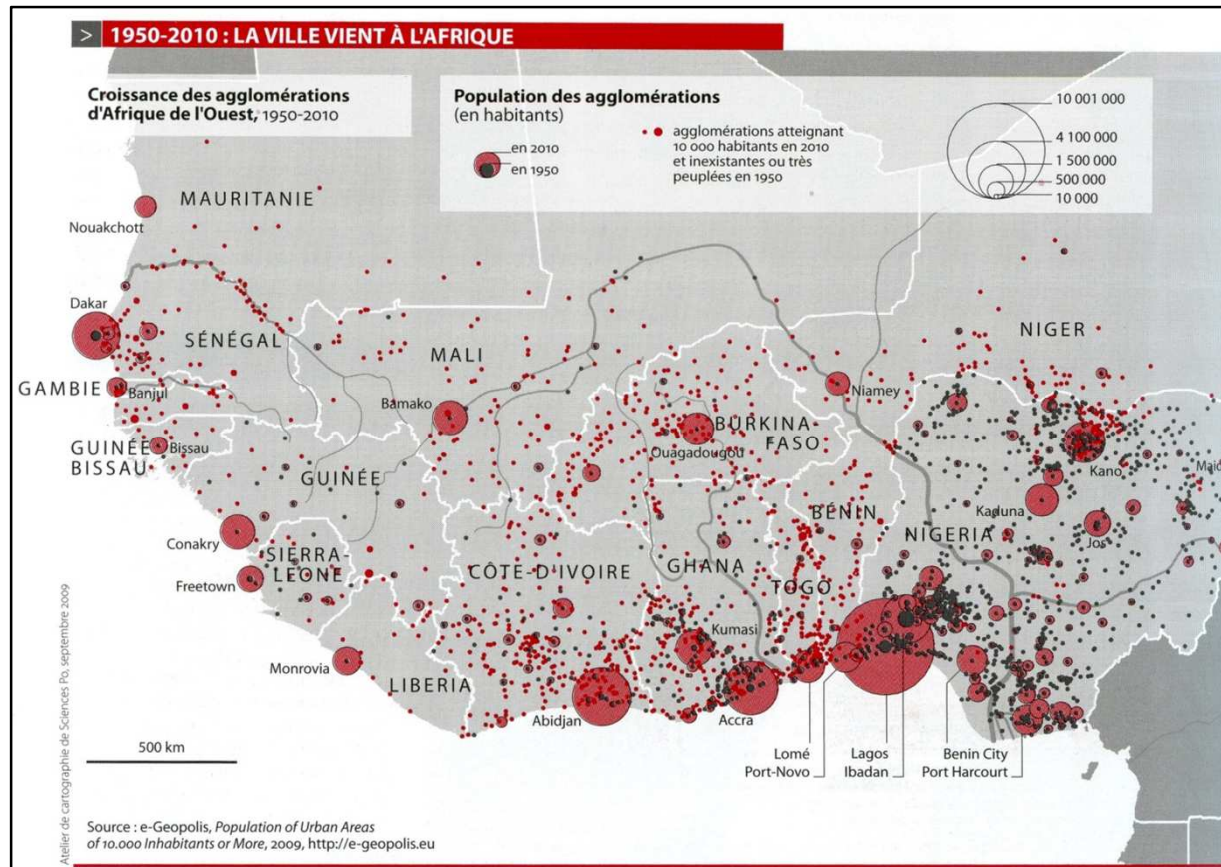 > 1950-2010 : LA VILLE VIENT À L'AFRIQUE
Croissance des agglomérations
d'Afrique de l'Ouest, 1950-2010
Population des agglomérations
(en habitants)
en 2010
en 1950
agglomérations atteignant
10 000 habitants en 2010
et inexistantes ou très
peuplées en 1950
10 001 000
4 100 000
1 500 000
500 000
10 000
MAURITANIE
Nouakchott
Dakar
SÉNÉGAL
MALI
NIGER
GAMBIE
Banjul
Bamako
Niamey
GUINÉE
BISSAU
Bissau
BURKINA-
FASO
Ouagadougou
Kano
Maid
GUINÉE
BÉNIN
Kaduna
NIGERIA
Jos
Conakry
SIERRA-
LEONE
CÔTE-D'IVOIRE
GHANA
TOGO
Freetown
Kumasi
Monrovia
LIBERIA
Abidjan
Accra
Lomé
Port-Novo
Lagos
Ibadan
Benin City
Port Harcourt
500 km
Source : e-Geopolis, Population of Urban Areas
of 10.000 Inhabitants or More, 2009, http://e-geopolis.eu
Atelier de cartographie de Sciences Po, septembre 2009